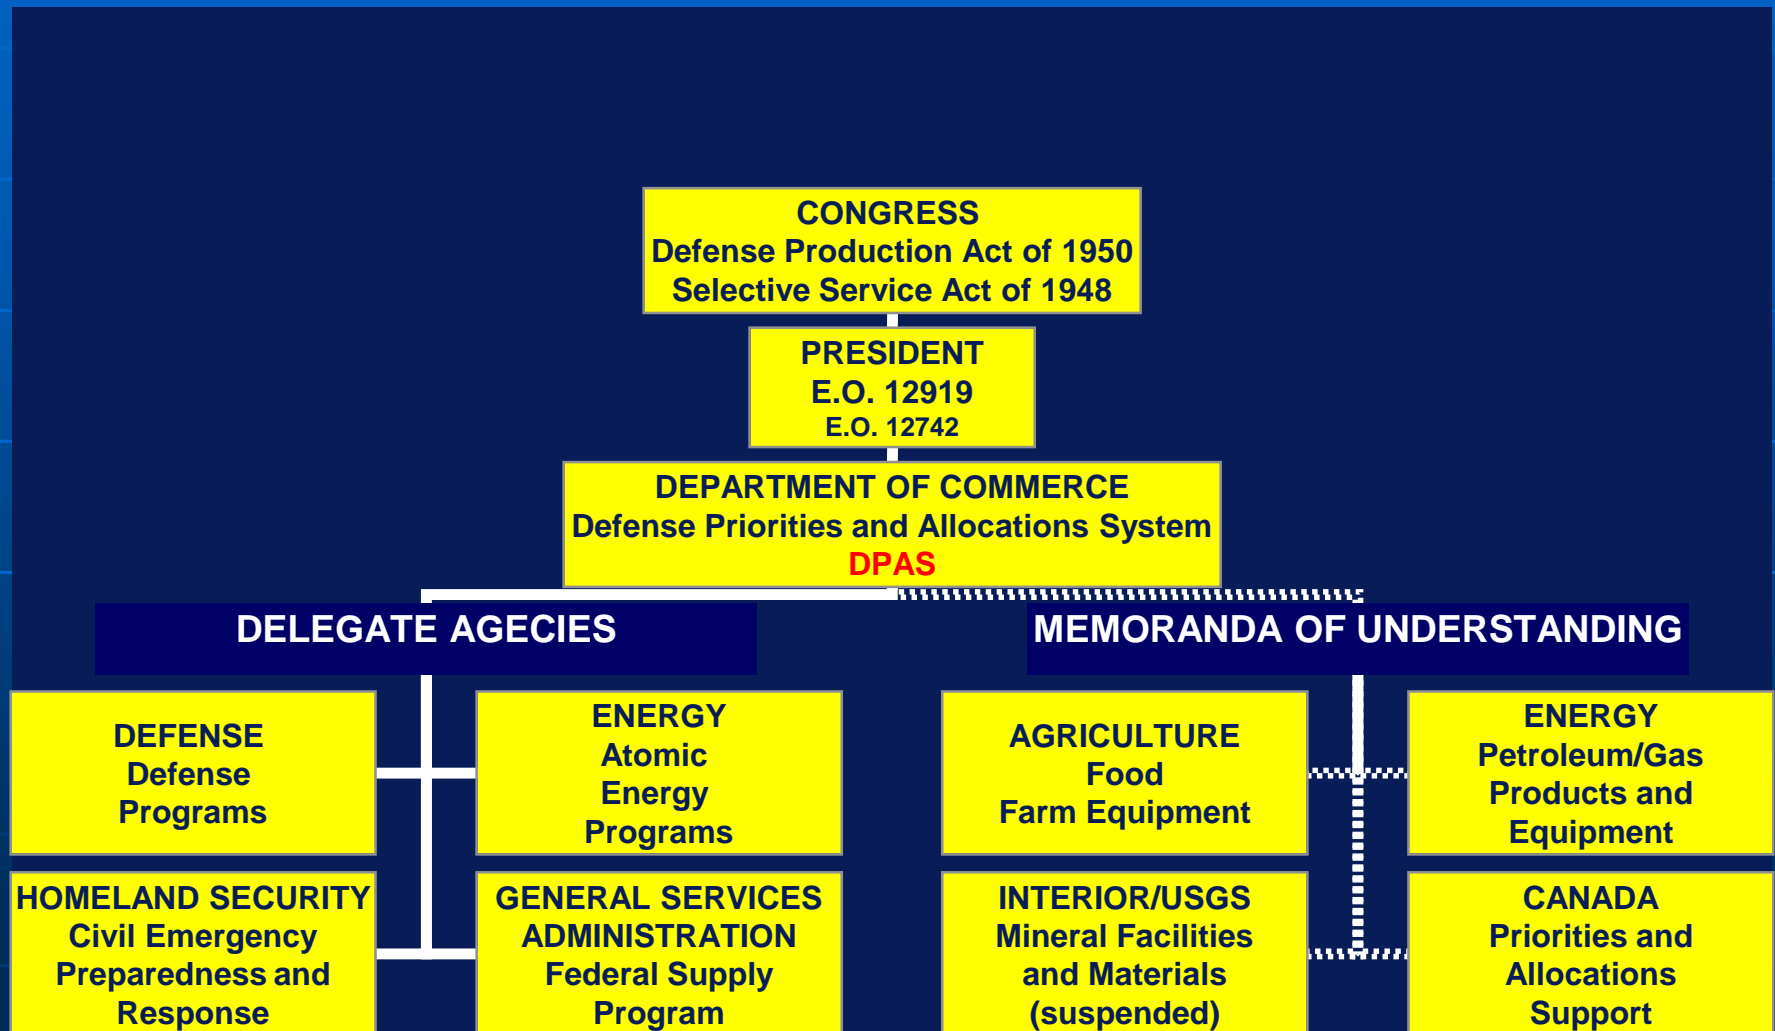 CONGRESS
Defense Production Act of 1950
Selective Service Act of 1948
PRESIDENT
E.O. 12919
E.O. 12742
DEPARTMENT OF COMMERCE
Defense Priorities and Allocations System
DPAS
DELEGATE AGECIES
MEMORANDA OF UNDERSTANDING
DEFENSE
Defense
Programs
ENERGY
Atomic
Energy
Programs
AGRICULTURE
Food
Farm Equipment
ENERGY
Petroleum/Gas
Products and
Equipment
HOMELAND SECURITY
Civil Emergency
Preparedness and
Response
GENERAL SERVICES
ADMINISTRATION
Federal Supply
Program
INTERIOR/USGS
Mineral Facilities
and Materials
(suspended)
CANADA
Priorities and
Allocations
Support